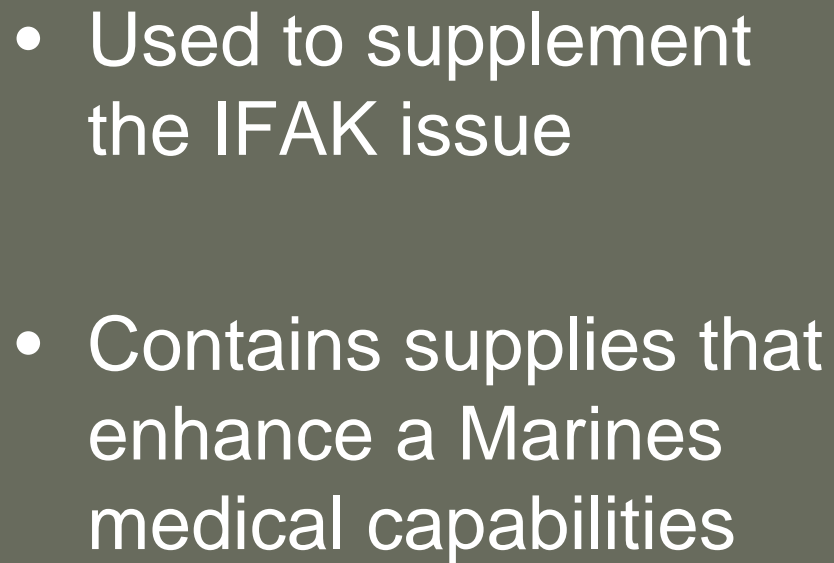 • Used to supplement
the IFAK issue
• Contains supplies that
enhance a Marines
medical capabilities